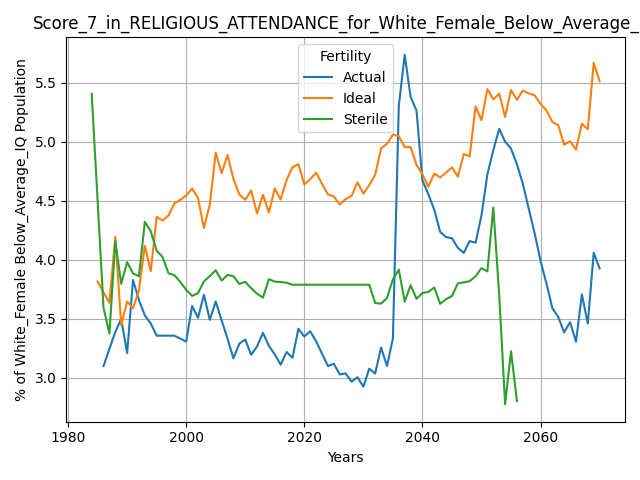 Score_7_in_RELIGIOUS_ATTENDANCE_for_White_Female_Below_Average_
% of White_Female Below_Average_IQ Population
Fertility
Actual
Ideal
Sterile
5.5
5.0
4.5
4.0
3.5
3.0
1980 2000 2020 2040 2060
Years